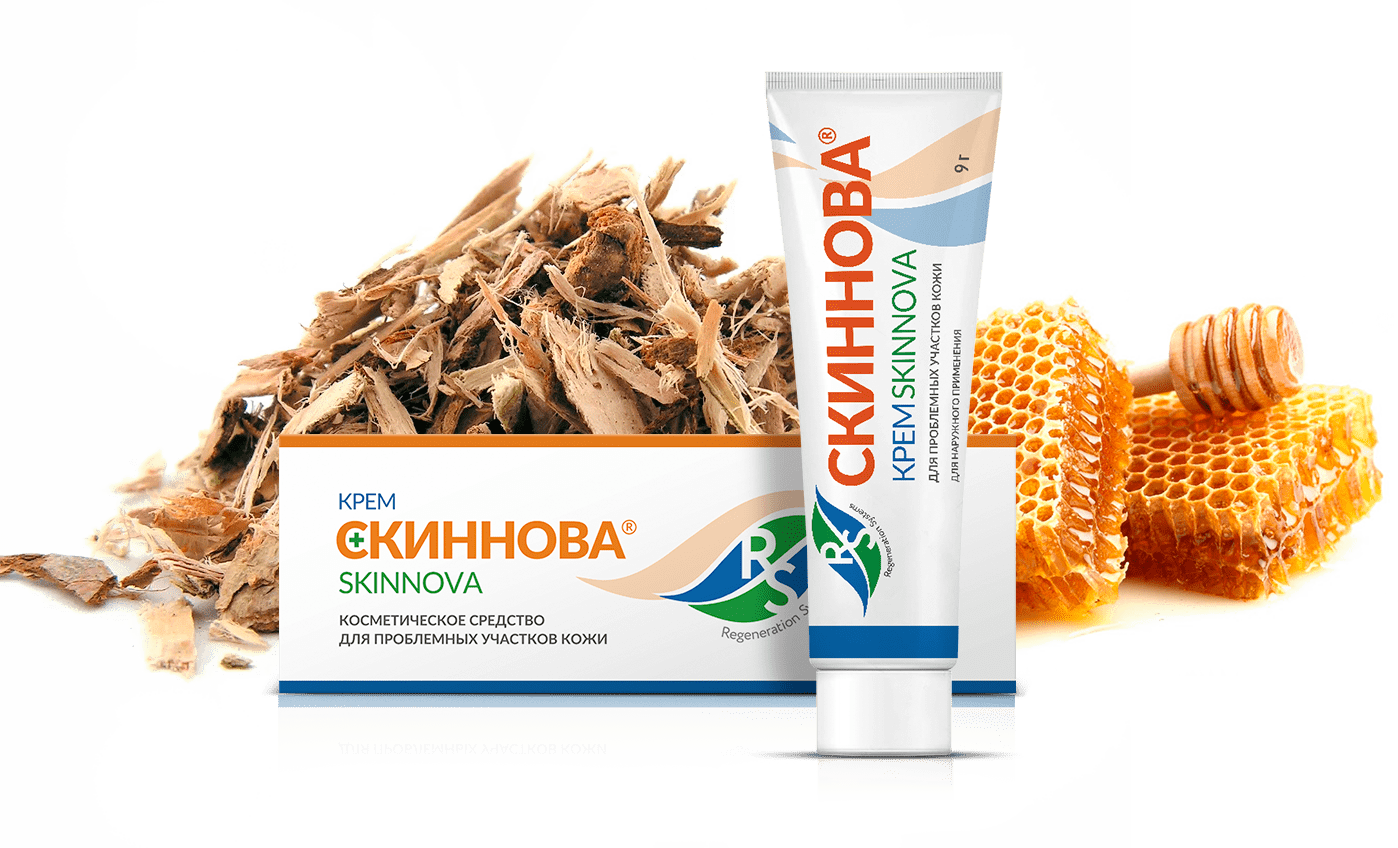 КРЕМ
СКИННОВА®
SKINNOVA
КОСМЕТИЧЕСКОЕ СРЕДСТВО
ДЛЯ ПРОБЛЕМНЫХ УЧАСТКОВ КОЖИ
RS
Regeneration
СКИННОВА®
КРЕМ SKINNOVA
ДЛЯ ПРОБЛЕМНЫХ УЧАСТКОВ КОЖИ
ДЛЯ НАРУЖНОГО ПРИМЕНЕНИЯ
9 г
RS
Regeneration Systems